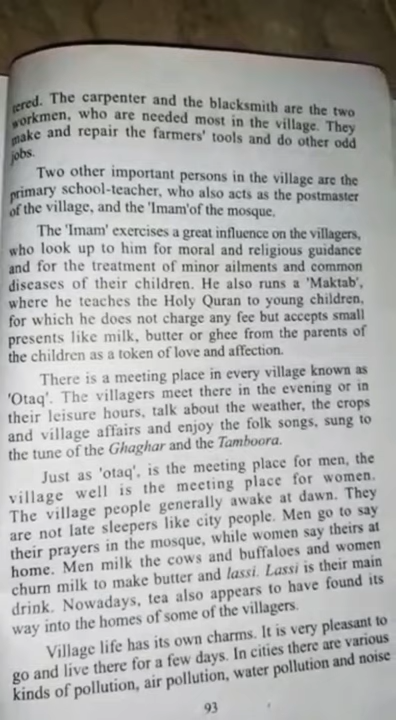 tered. The carpenter and the blacksmith are the two
workmen, who are needed most in the village. They
make and repair the farmers' tools and do other odd
jobs.
Two other important persons in the village are the
primary school-teacher, who also acts as the postmaster
of the village, and the 'Imam'of the mosque.
The 'Imam' exercises a great influence on the villagers,
who look up to him for moral and religious guidance
and for the treatment of minor ailments and common
diseases of their children. He also runs a 'Maktab',
where he teaches the Holy Quran to young children,
for which he does not charge any fee but accepts small
presents like milk, butter or ghee from the parents of
the children as a token of love and affection.
There is a meeting place in every village known as
'Otaq'. The villagers meet there in the evening or in
their leisure hours, talk about the weather, the crops
and village affairs and enjoy the folk songs, sung to
the tune of the Ghaghar and the Tamboora.
Just as 'otaq', is the meeting place for men, the
village well is the meeting place for women.
The village people generally awake at dawn. They
are not late sleepers like city people. Men go to say
their prayers in the mosque, while women say theirs at
home. Men milk the cows and buffaloes and women
churn milk to make butter and lassi. Lassi is their main
drink. Nowadays, tea also appears to have found its
way into the homes of some of the villagers.
Village life has its own charms. It is very pleasant to
go and live there for a few days. In cities there are various
kinds of pollution, air pollution, water pollution and noise
93